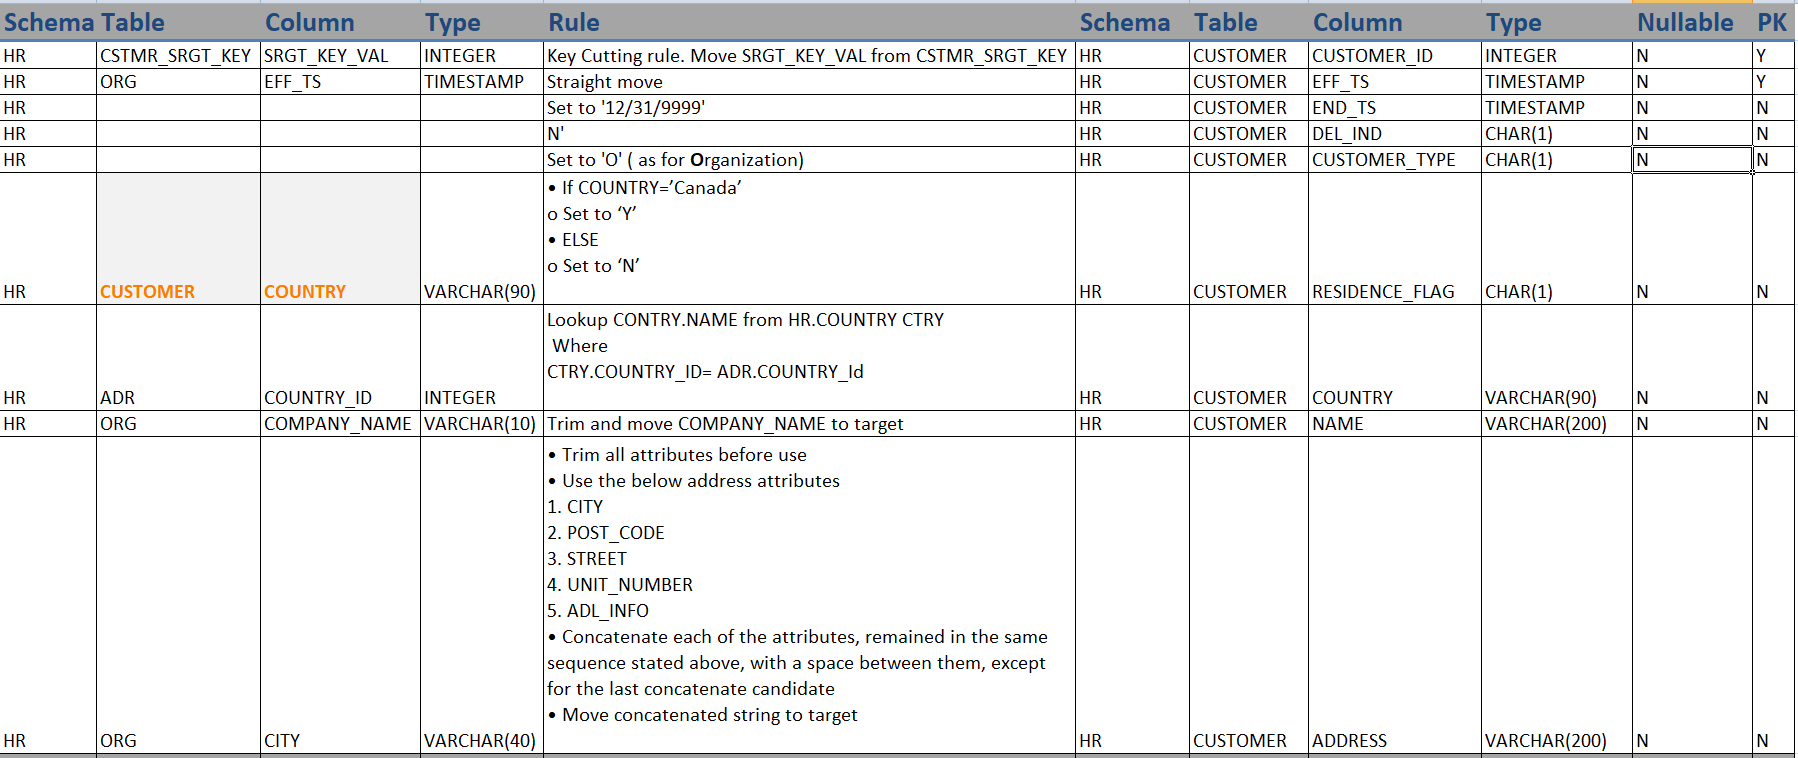 Schema Table Column Type Rule Schema Table Column Type Nullable PK
HR CSTMR_SRGT_KEY SRGT_KEY_VAL INTEGER Key Cutting rule. Move SRGT_KEY_VAL from CSTMR_SRGT_KEY HR CUSTOMER CUSTOMER_ID INTEGER N Y
HR ORG EFF_TS TIMESTAMP Straight move HR CUSTOMER EFF_TS TIMESTAMP N Y
HR Set to '12/31/9999' HR CUSTOMER END_TS TIMESTAMP N N
HR N' HR CUSTOMER DEL_IND CHAR(1) N N
HR Set to 'O' ( as for Organization) HR CUSTOMER CUSTOMER_TYPE CHAR(1) N N
• If COUNTRY=’Canada’
o Set to ‘Y’
• ELSE
o Set to ‘N’
HR CUSTOMER COUNTRY VARCHAR(90) HR CUSTOMER RESIDENCE_FLAG CHAR(1) N N
Lookup CONTRY.NAME from HR.COUNTRY CTRY
Where
CTRY.COUNTRY_ID= ADR.COUNTRY_Id
HR ADR COUNTRY_ID INTEGER HR CUSTOMER COUNTRY VARCHAR(90) N N
HR ORG COMPANY_NAME VARCHAR(10) Trim and move COMPANY_NAME to target HR CUSTOMER NAME VARCHAR(200) N N
• Trim all attributes before use
• Use the below address attributes
1. CITY
2. POST_CODE
3. STREET
4. UNIT_NUMBER
5. ADL_INFO
• Concatenate each of the attributes, remained in the same
sequence stated above, with a space between them, except
for the last concatenate candidate
• Move concatenated string to target
HR ORG CITY VARCHAR(40) HR CUSTOMER ADDRESS VARCHAR(200) N N